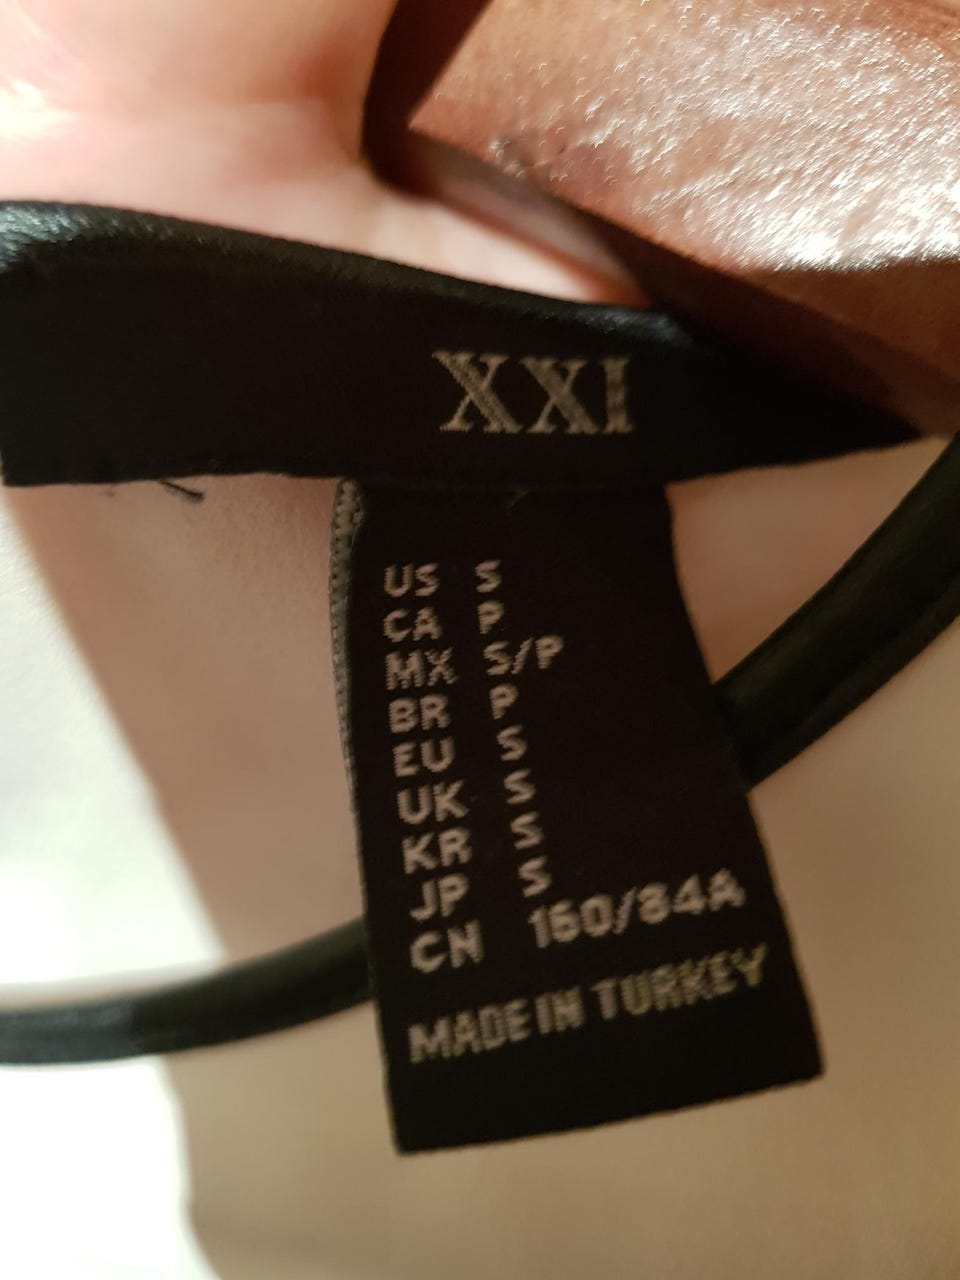 XXI
US S
CA P
MX S/P
BR P
EU S
UK S
KR S
JP S
CN 160/84A
MADE IN TURKEY